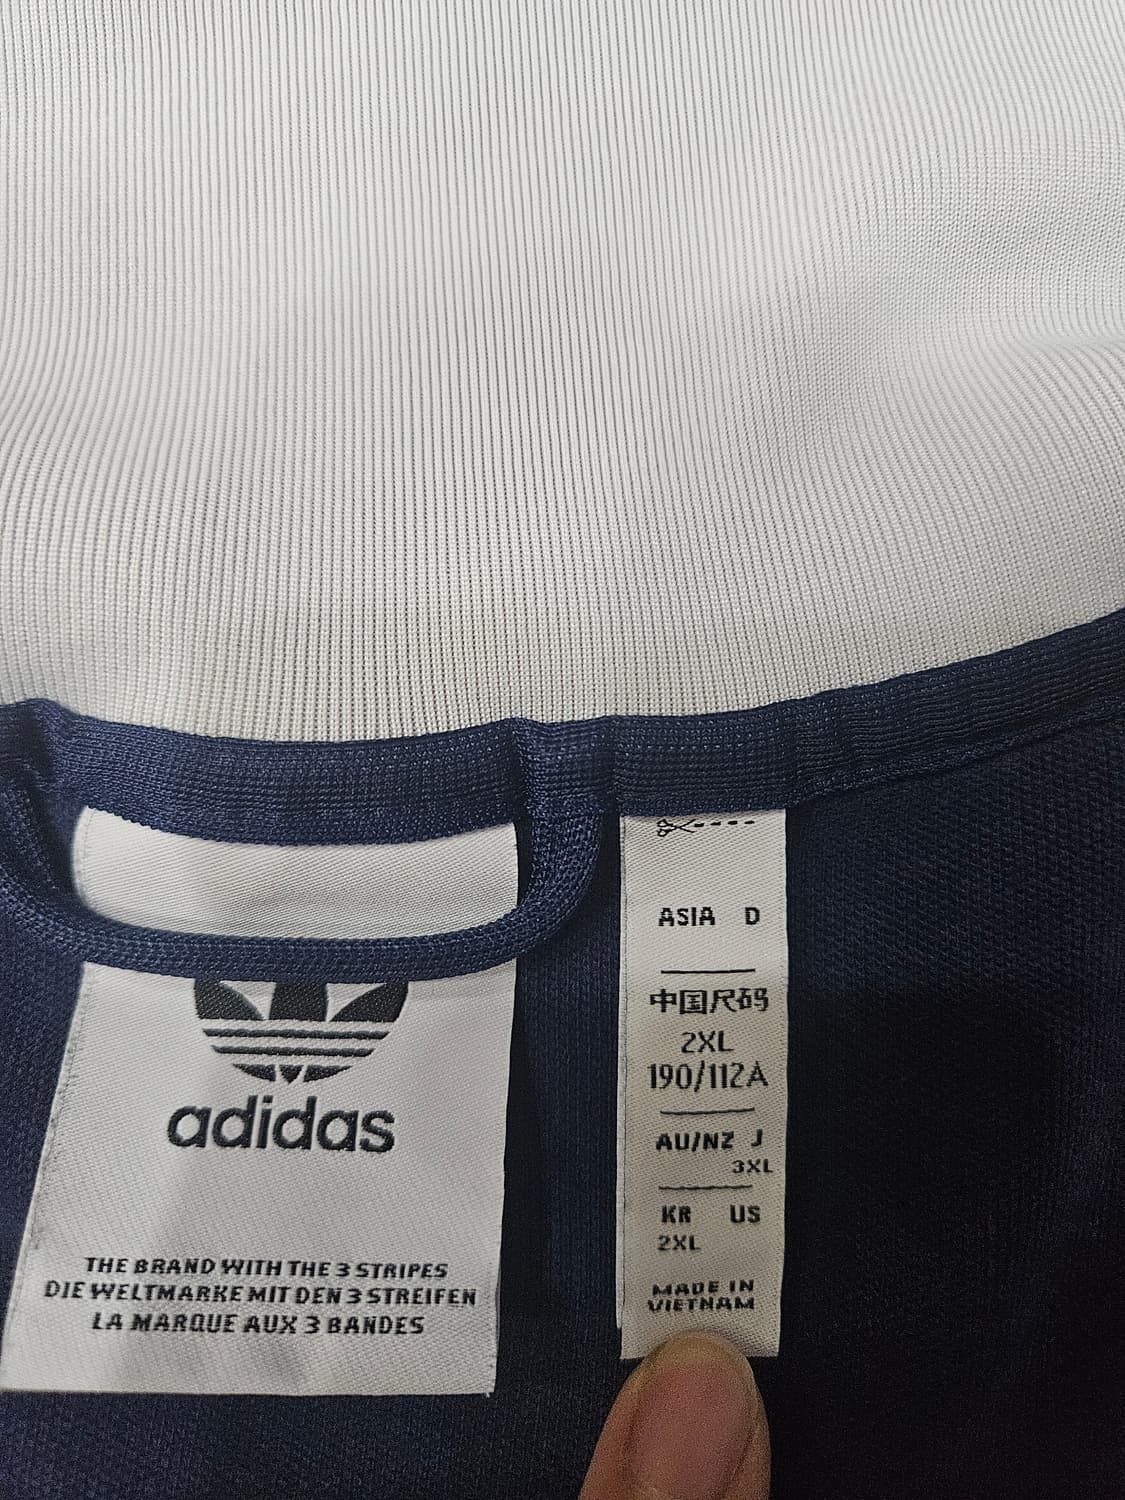 adidas
THE BRAND WITH THE 3 STRIPES
DIE WELTMARKE MIT DEN 3 STREIFEN
LA MARQUE AUX 3 BANDES
ASIA D
中国尺码
2XL
190/112A
AU/NZ J
3XL
KR US
2XL
MADE IN
VIETNAM